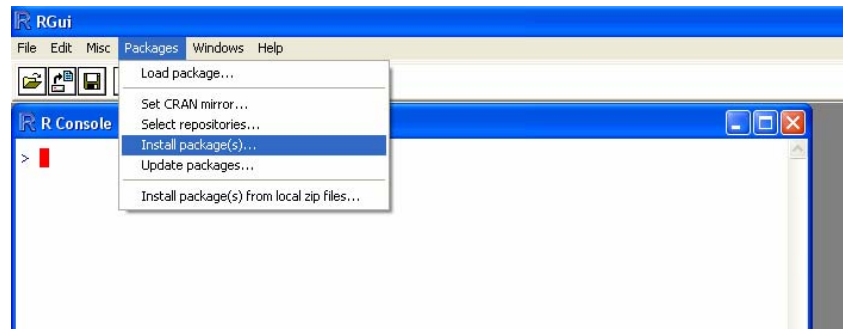 RGui
File Edit Misc Packages Windows Help
Load package...
Set CRAN mirror...
Select repositories...
Install package(s)...
Update packages...
Install package(s) from local zip files...
R Console
>